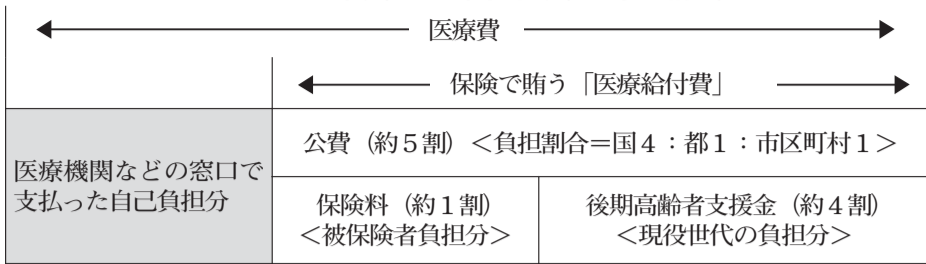 医療費
保険で賄う「医療給付費」
医療機関などの窓口で
支払った自己負担分
公費（約５割）＜負担割合＝国４：都１：市区町村１＞
保険料（約１割）
＜被保険者負担分＞
後期高齢者支援金（約４割）
＜現役世代の負担分＞